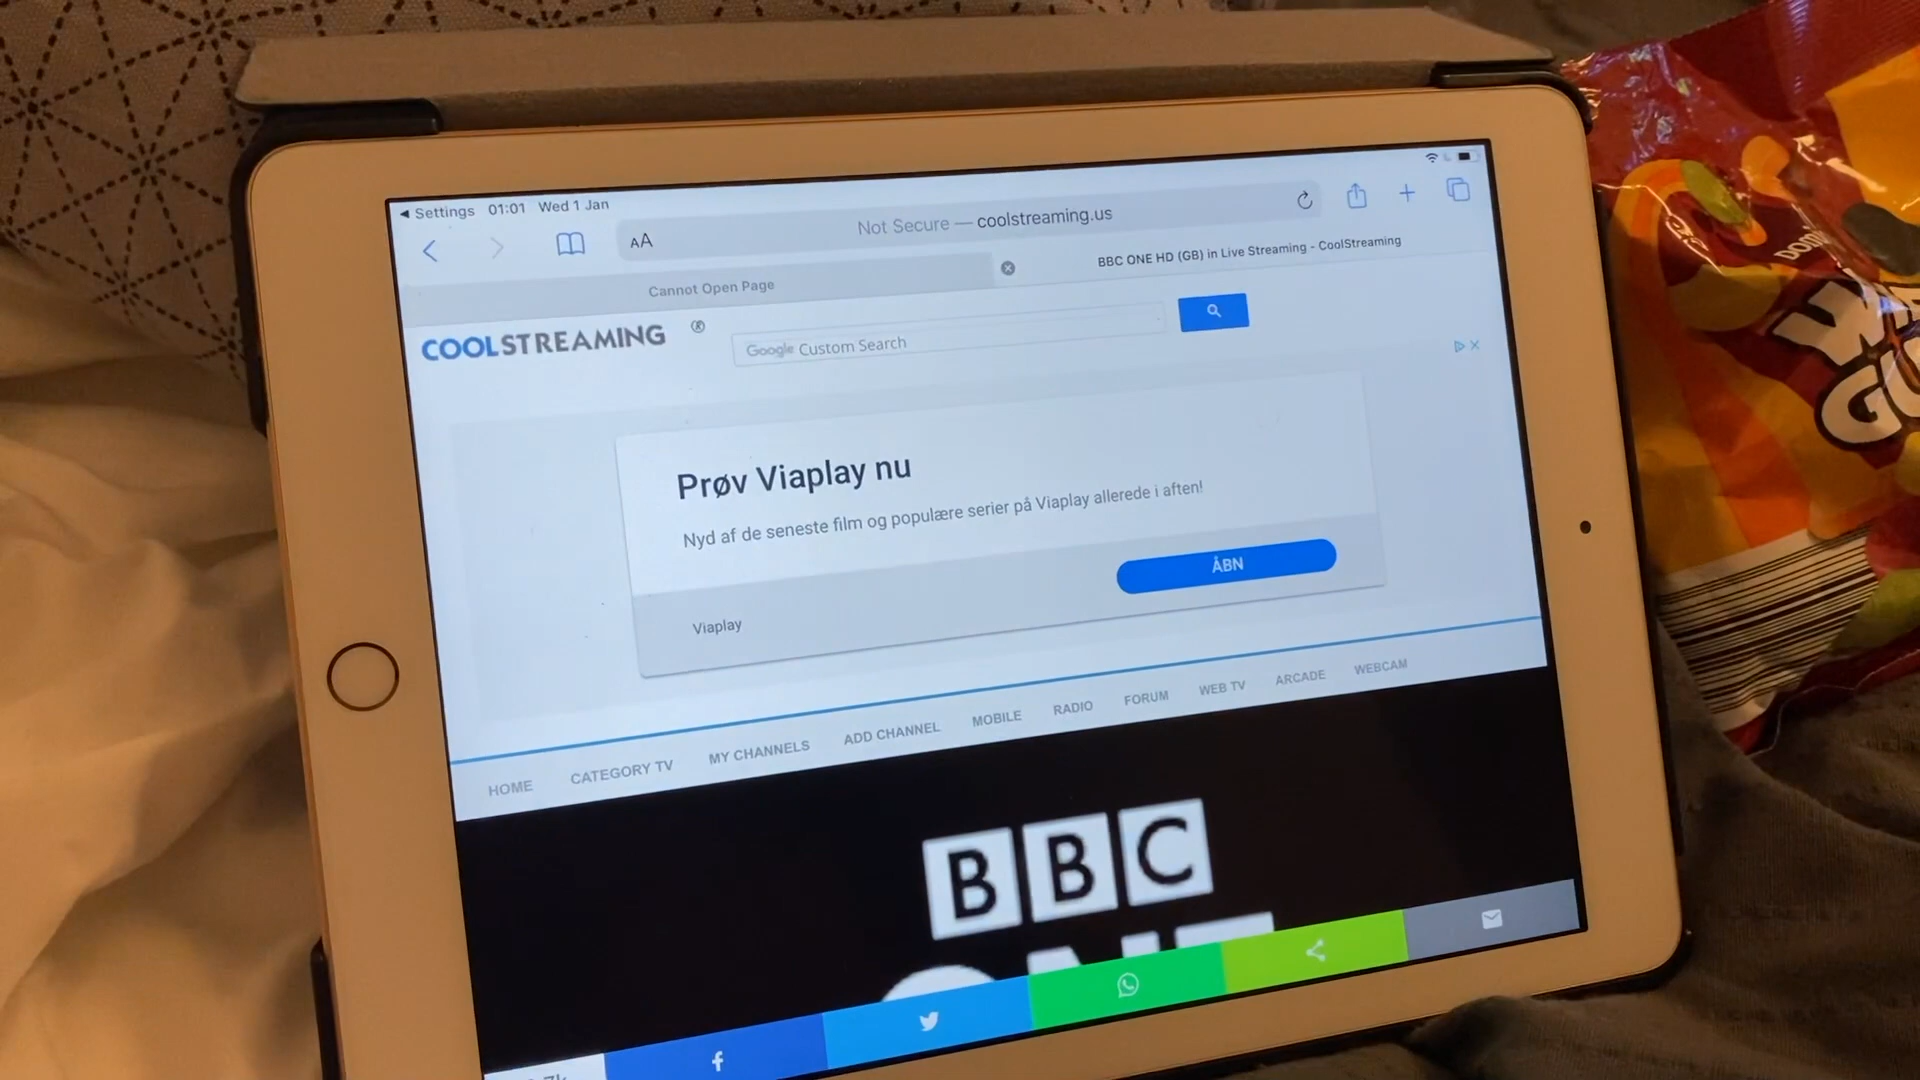 Settings 01:01 Wed 1 Jan
AA Not Secure — coolstreaming.us
Cannot Open Page
BBC ONE HD (GB) in Live Streaming - CoolStreaming
COOLSTREAMING ®
Google Custom Search
Prøv Viaplay nu
Nyd af de seneste film og populære serier på Viaplay allerede i aften!
ÅBN
Viaplay
HOME CATEGORY TV MY CHANNELS ADD CHANNEL MOBILE RADIO FORUM WEB TV ARCADE WEBCAM
BBC